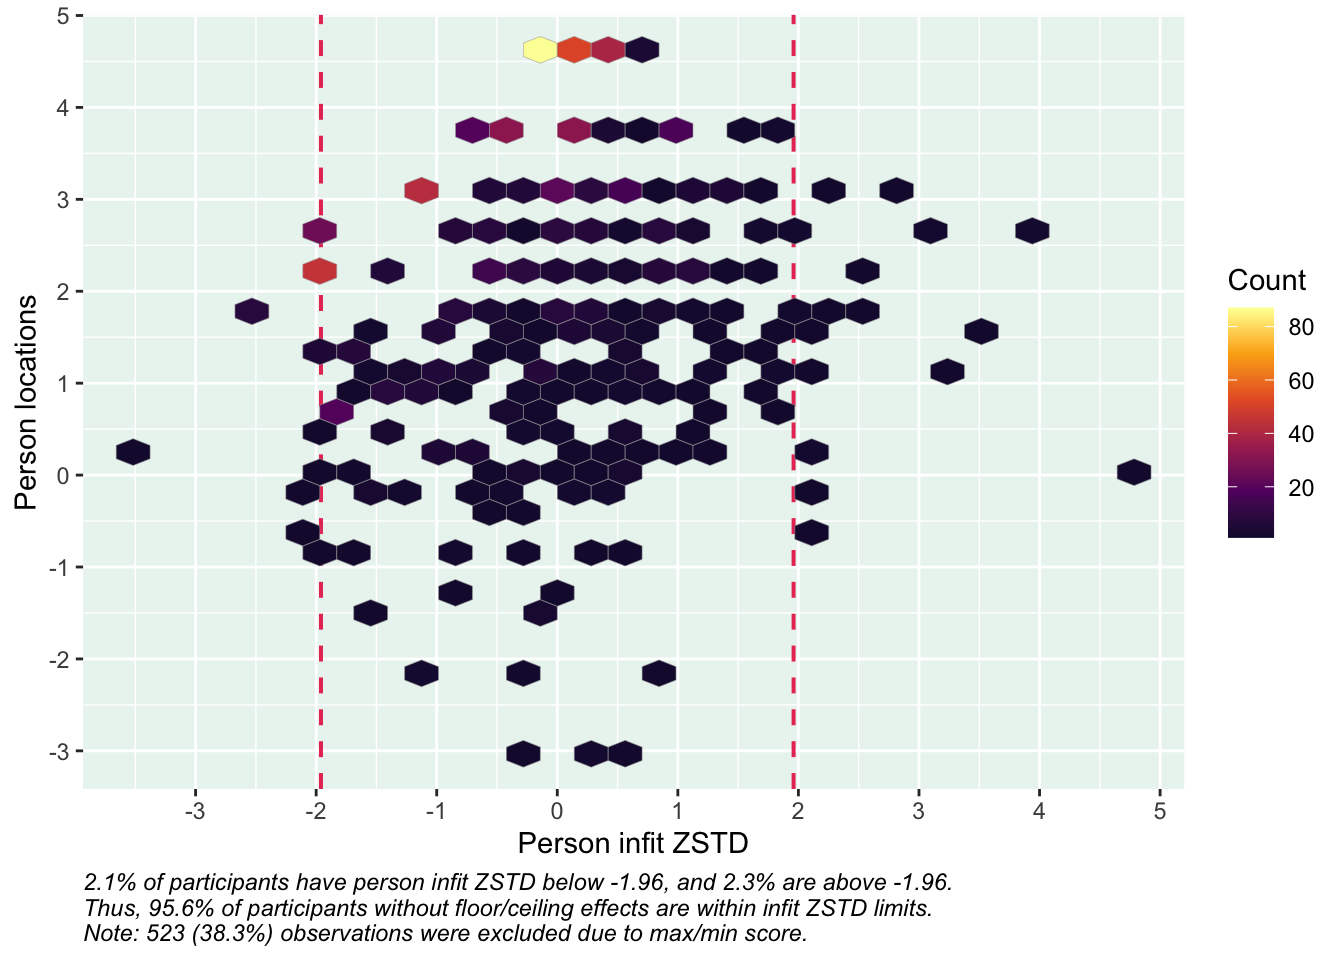 5
4
3
2
1
0
-1
-2
-3
Person locations
-3 -2 -1 0 1 2 3 4 5
Person infit ZSTD
Count
80
60
40
20
2.1% of participants have person infit ZSTD below -1.96, and 2.3% are above -1.96.
Thus, 95.6% of participants without floor/ceiling effects are within infit ZSTD limits.
Note: 523 (38.3%) observations were excluded due to max/min score.